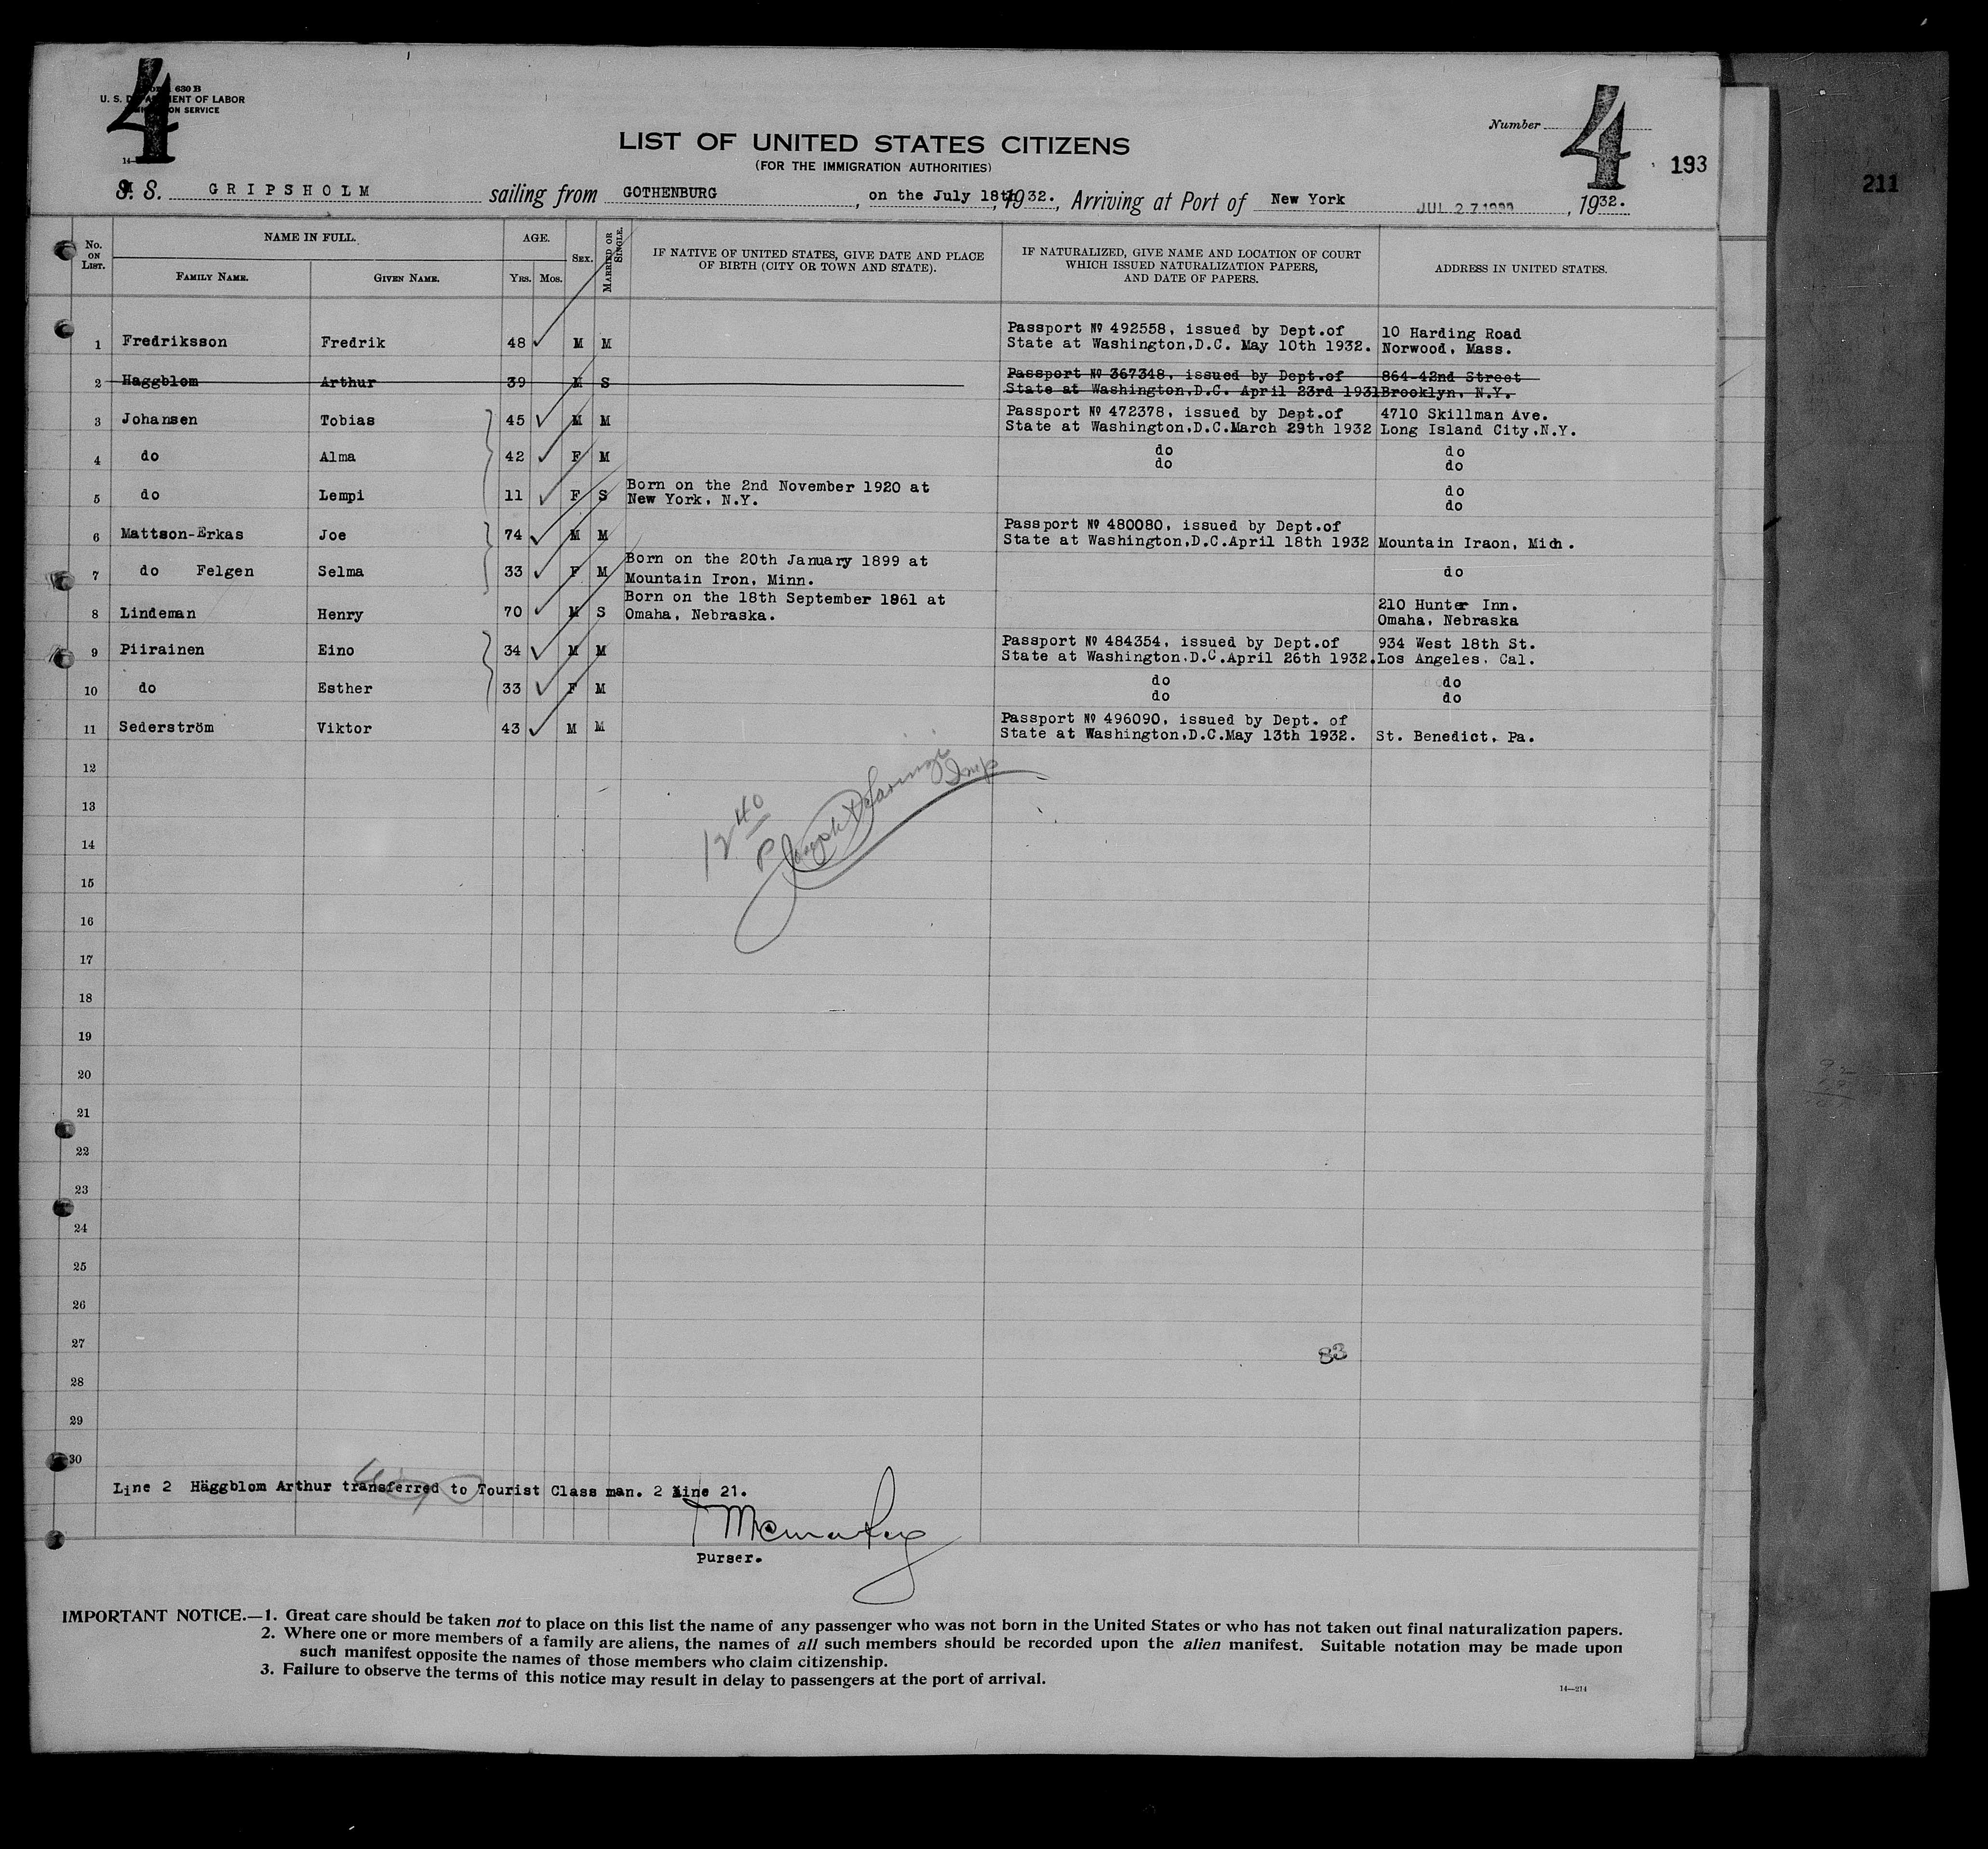 4
Form 630 B
U. S. DEPARTMENT OF LABOR
IMMIGRATION SERVICE
14—
Number 4
193
211
LIST OF UNITED STATES CITIZENS
(FOR THE IMMIGRATION AUTHORITIES)
S. S. GRIPSHOLM sailing from GOTHENBURG, on the July 18th, 1932., Arriving at Port of New York JUL 27 1932, 1932.
No. ON LIST.
NAME IN FULL.
FAMILY NAME.
GIVEN NAME.
AGE.
YRS. MOS.
SEX.
MARRIED OR SINGLE.
IF NATIVE OF UNITED STATES, GIVE DATE AND PLACE
OF BIRTH (CITY OR TOWN AND STATE).
IF NATURALIZED, GIVE NAME AND LOCATION OF COURT
WHICH ISSUED NATURALIZATION PAPERS,
AND DATE OF PAPERS.
ADDRESS IN UNITED STATES.
1 Fredriksson Fredrik 48 M M Passport Nº 492558, issued by Dept.of 10 Harding Road
State at Washington,D.C. May 10th 1932. Norwood, Mass.
2 Haggblom Arthur 39 M S Passport Nº 367348, issued by Dept.of 864-42nd Street
State at Washington,D.C. April 23rd 1931 Brooklyn, N.Y.
3 Johansen Tobias 45 M M Passport Nº 472378, issued by Dept.of 4710 Skillman Ave.
State at Washington,D.C.March 29th 1932 Long Island City,N.Y.
4 do Alma 42 F M do do
do do
5 do Lempi 11 F S Born on the 2nd November 1920 at do
New York, N.Y. do
6 Mattson-Erkas Joe 74 M M Passport Nº 480080, issued by Dept.of
State at Washington,D.C.April 18th 1932 Mountain Iraon, Mich.
7 do Felgen Selma 33 F M Born on the 20th January 1899 at do
Mountain Iron, Minn.
8 Lindeman Henry 70 M S Born on the 18th September 1861 at 210 Hunter Inn.
Omaha, Nebraska. Omaha, Nebraska
9 Piirainen Eino 34 M M Passport Nº 484354, issued by Dept.of 934 West 18th St.
State at Washington.D.C.April 26th 1932. Los Angeles. Cal.
10 do Esther 33 F M do do
do do
11 Sederström Viktor 43 M M Passport Nº 496090, issued by Dept. of
State at Washington,D.C.May 13th 1932. St. Benedict, Pa.
12
12 40
P
Joseph
Insp
13
14
15
16
17
18
19
20
21
22
23
24
25
26
27
83
28
29
30
Line 2 Häggblom Arthur transferred to Tourist Class man. 2 line 21.
Purser.
IMPORTANT NOTICE.—1. Great care should be taken not to place on this list the name of any passenger who was not born in the United States or who has not taken out final naturalization papers.
2. Where one or more members of a family are aliens, the names of all such members should be recorded upon the alien manifest. Suitable notation may be made upon
such manifest opposite the names of those members who claim citizenship.
3. Failure to observe the terms of this notice may result in delay to passengers at the port of arrival.
14—214